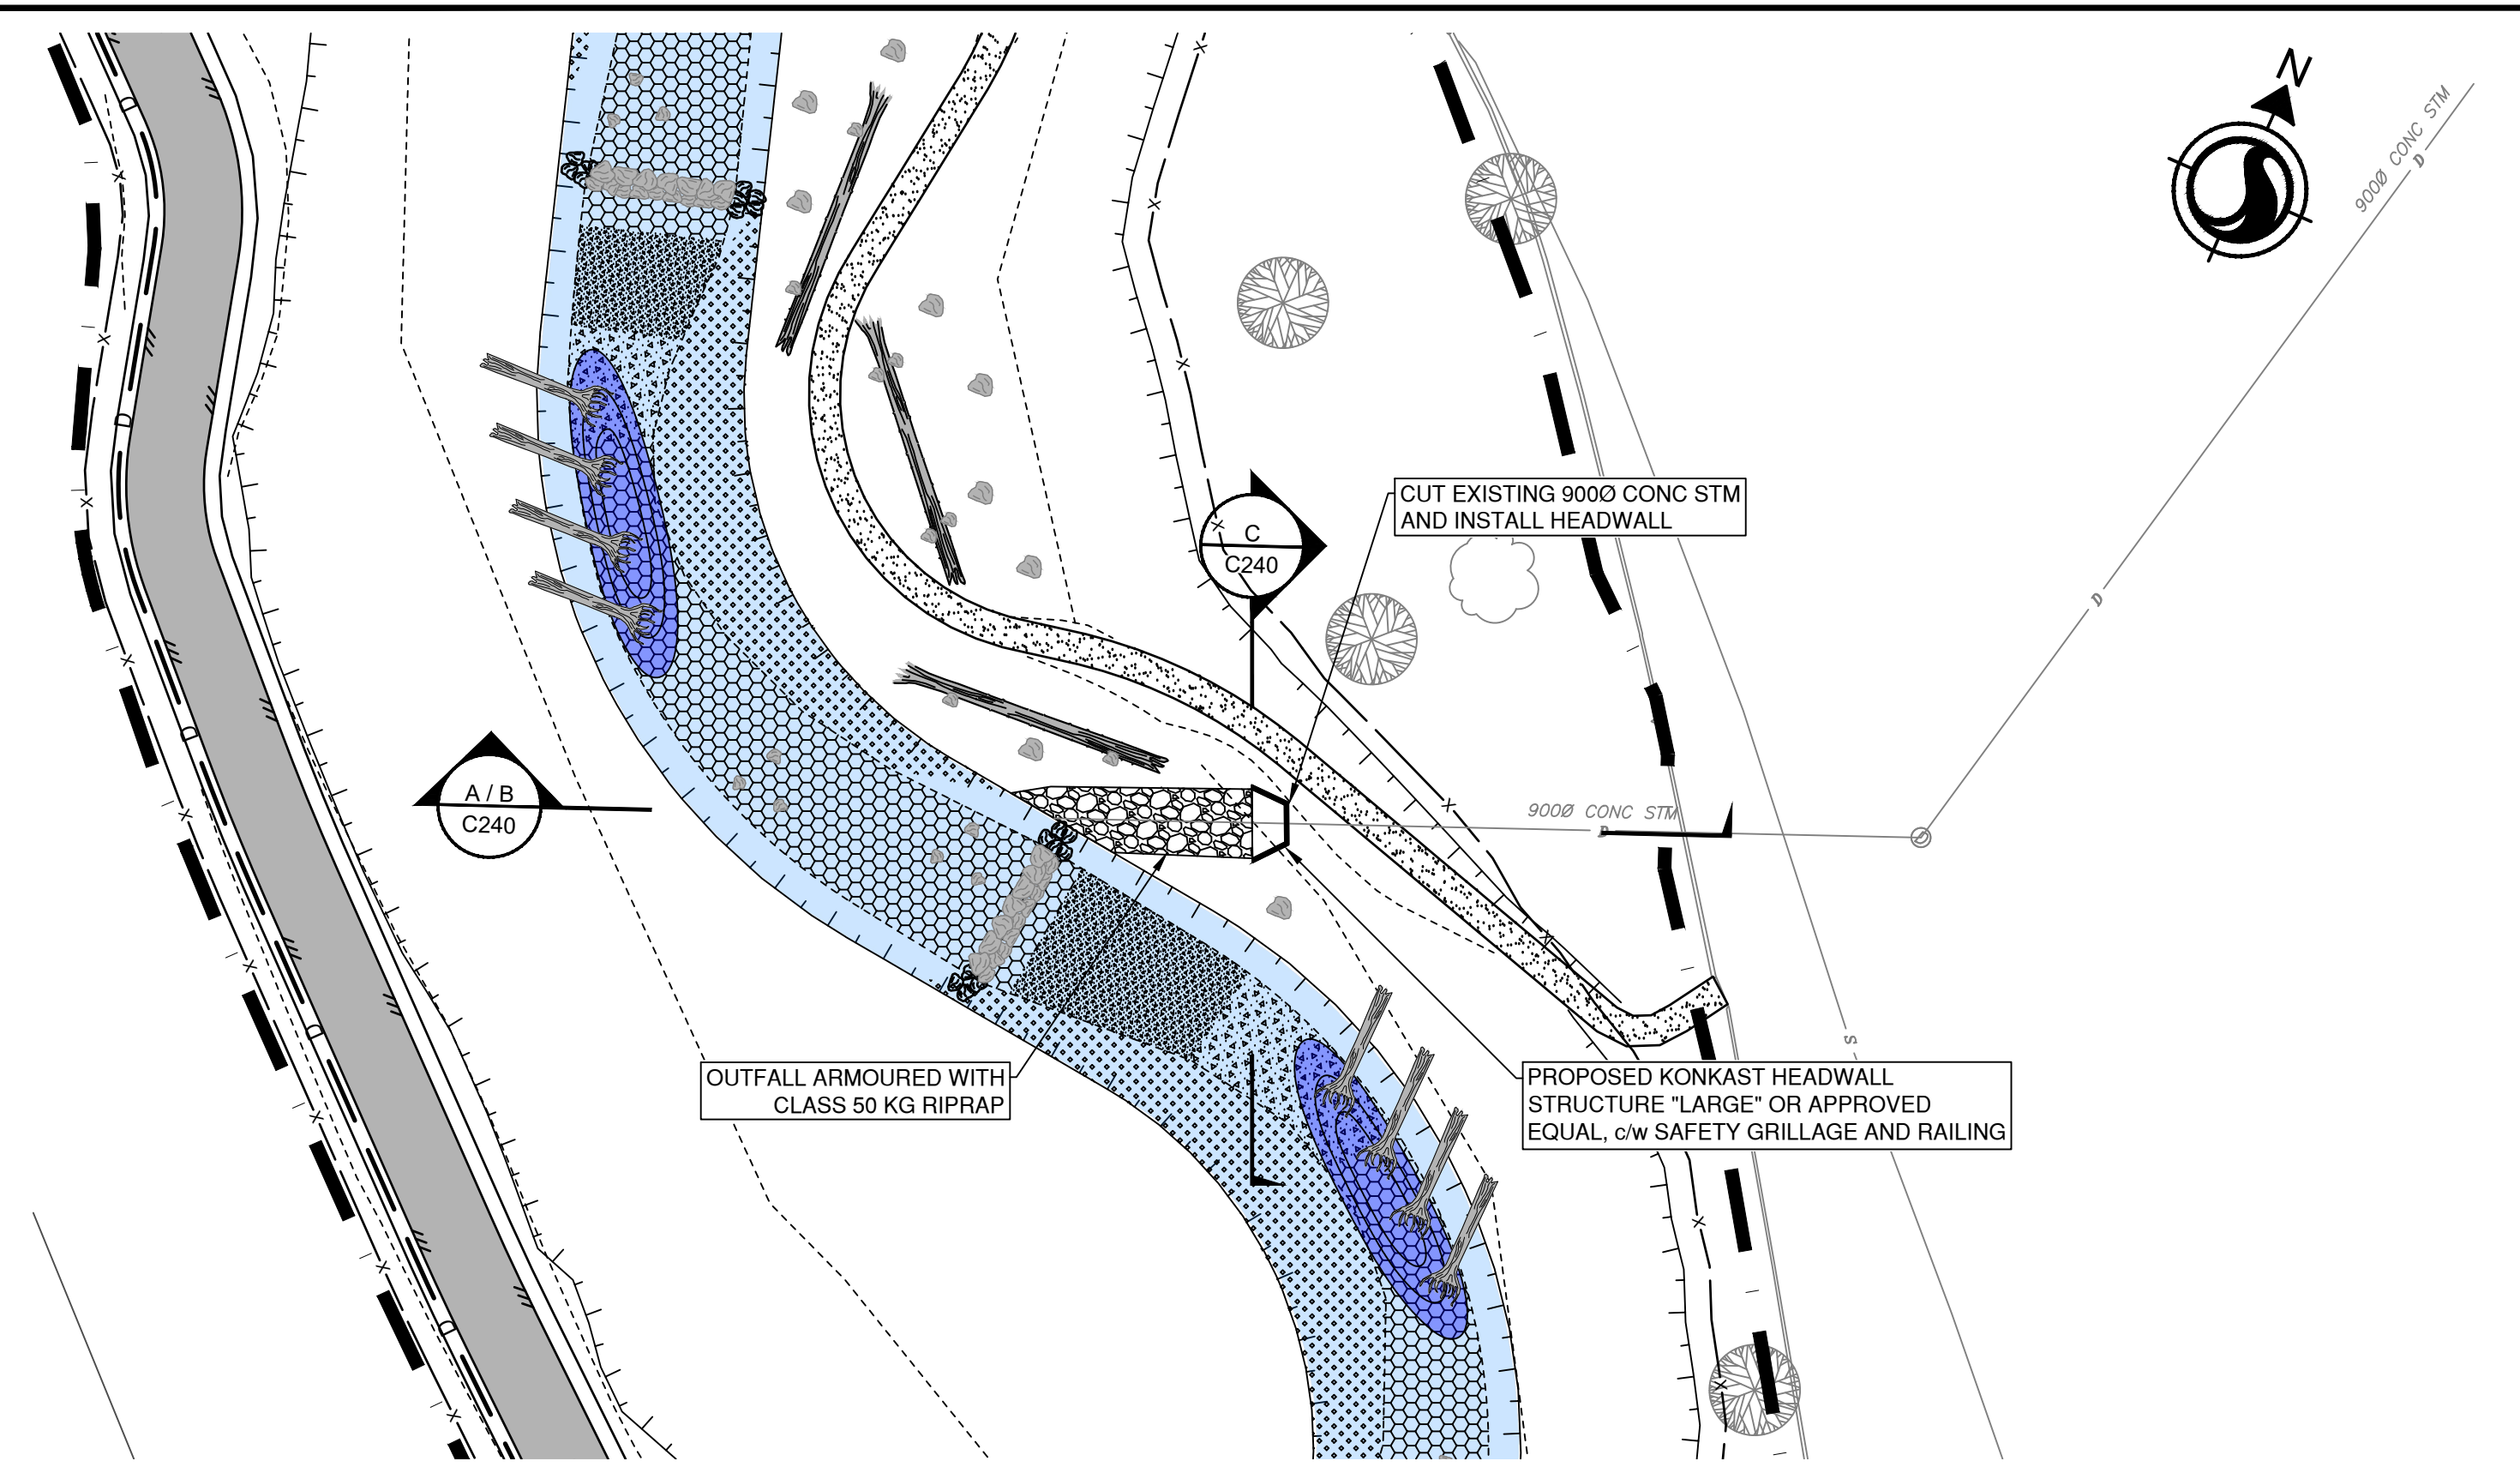 N
900Ø CONC STM
D
D
D
D
CUT EXISTING 900Ø CONC STM
AND INSTALL HEADWALL
C
C240
D
D
A / B
C240
900Ø CONC STM
D
D
D
S
OUTFALL ARMOURED WITH
CLASS 50 KG RIPRAP
PROPOSED KONKAST HEADWALL
STRUCTURE "LARGE" OR APPROVED
EQUAL, c/w SAFETY GRILLAGE AND RAILING
D